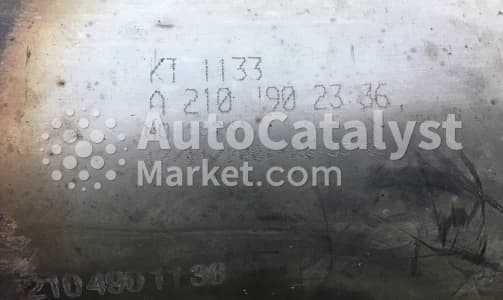 KT 1133
A 210 490 23 36
AutoCatalyst
Market.com
210 490 11 36